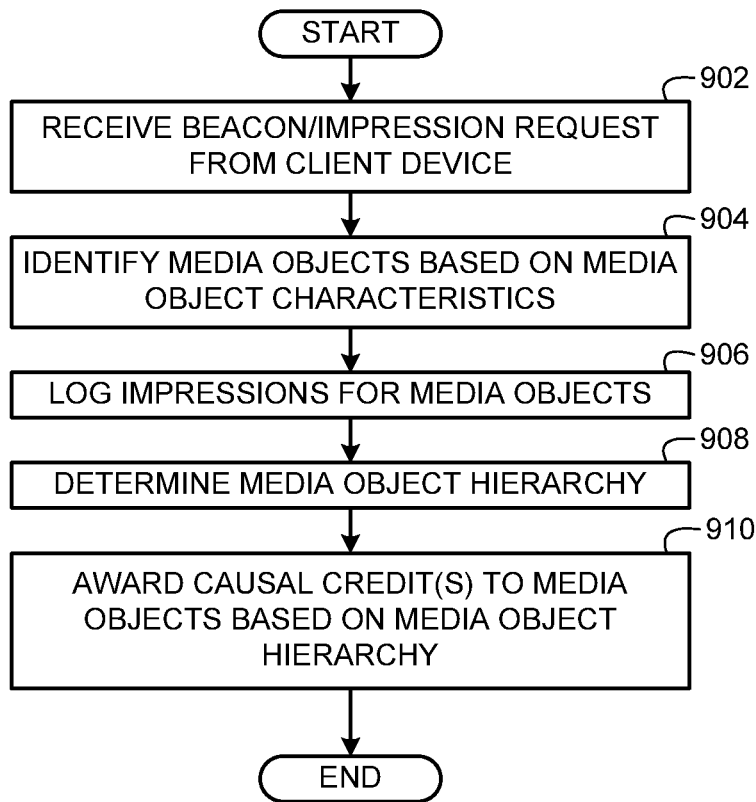 START
902
RECEIVE BEACON/IMPRESSION REQUEST
FROM CLIENT DEVICE
904
IDENTIFY MEDIA OBJECTS BASED ON MEDIA
OBJECT CHARACTERISTICS
906
LOG IMPRESSIONS FOR MEDIA OBJECTS
908
DETERMINE MEDIA OBJECT HIERARCHY
910
AWARD CAUSAL CREDIT(S) TO MEDIA
OBJECTS BASED ON MEDIA OBJECT
HIERARCHY
END